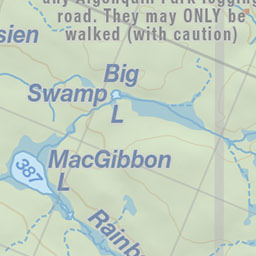 any Algonquin Park logging
road. They may ONLY be
walked (with caution)
sien
Big
Swamp
L
MacGibbon
387
L
Rainb